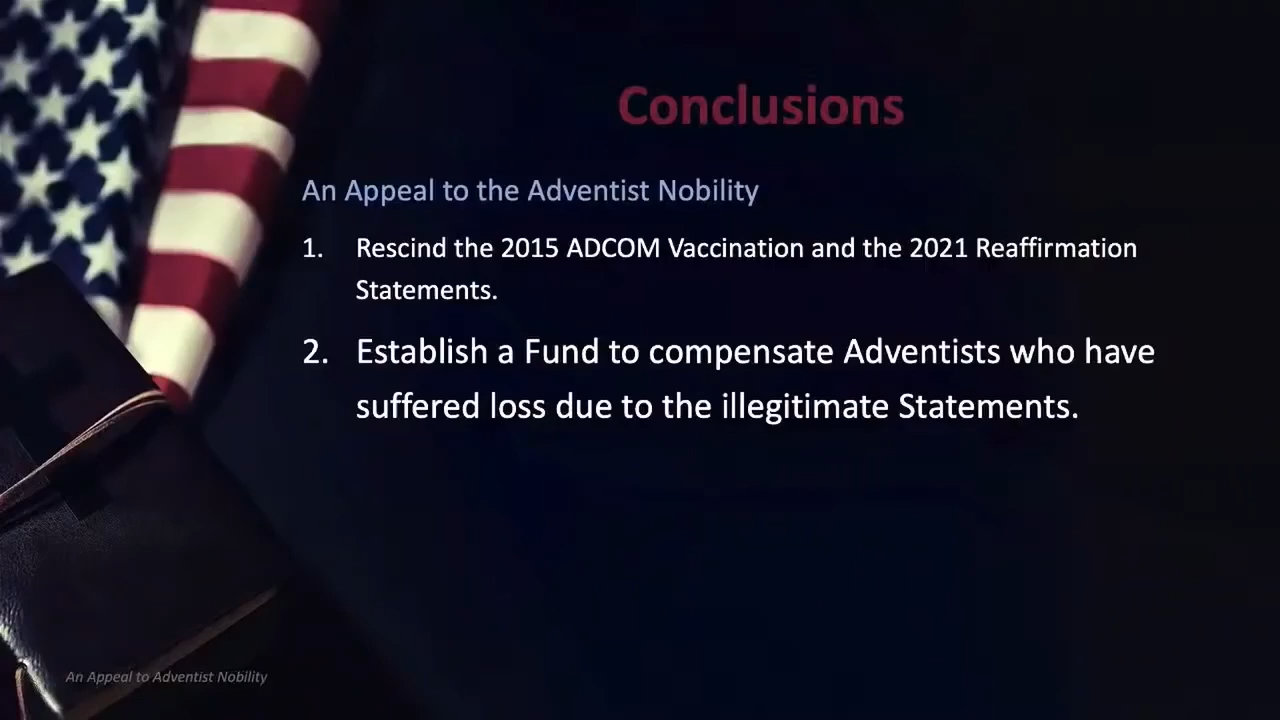 Conclusions
An Appeal to the Adventist Nobility
1. Rescind the 2015 ADCOM Vaccination and the 2021 Reaffirmation
Statements.
2. Establish a Fund to compensate Adventists who have
suffered loss due to the illegitimate Statements.
An Appeal to Adventist Nobility